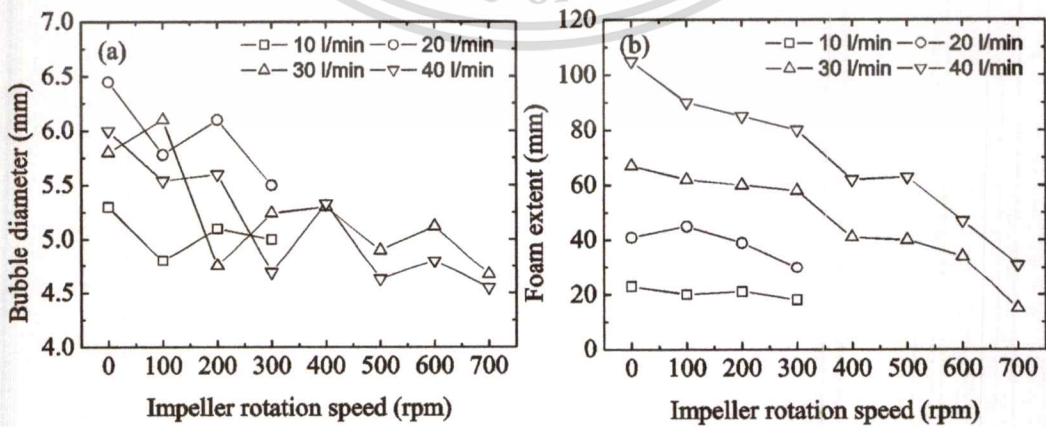 (a)
10 l/min 20 l/min
30 l/min 40 l/min
7.0
6.5
6.0
5.5
5.0
4.5
4.0
Bubble diameter (mm)
0 100 200 300 400 500 600 700
Impeller rotation speed (rpm)
(b)
10 l/min 20 l/min
30 l/min 40 l/min
120
100
80
60
40
20
0
Foam extent (mm)
0 100 200 300 400 500 600 700
Impeller rotation speed (rpm)